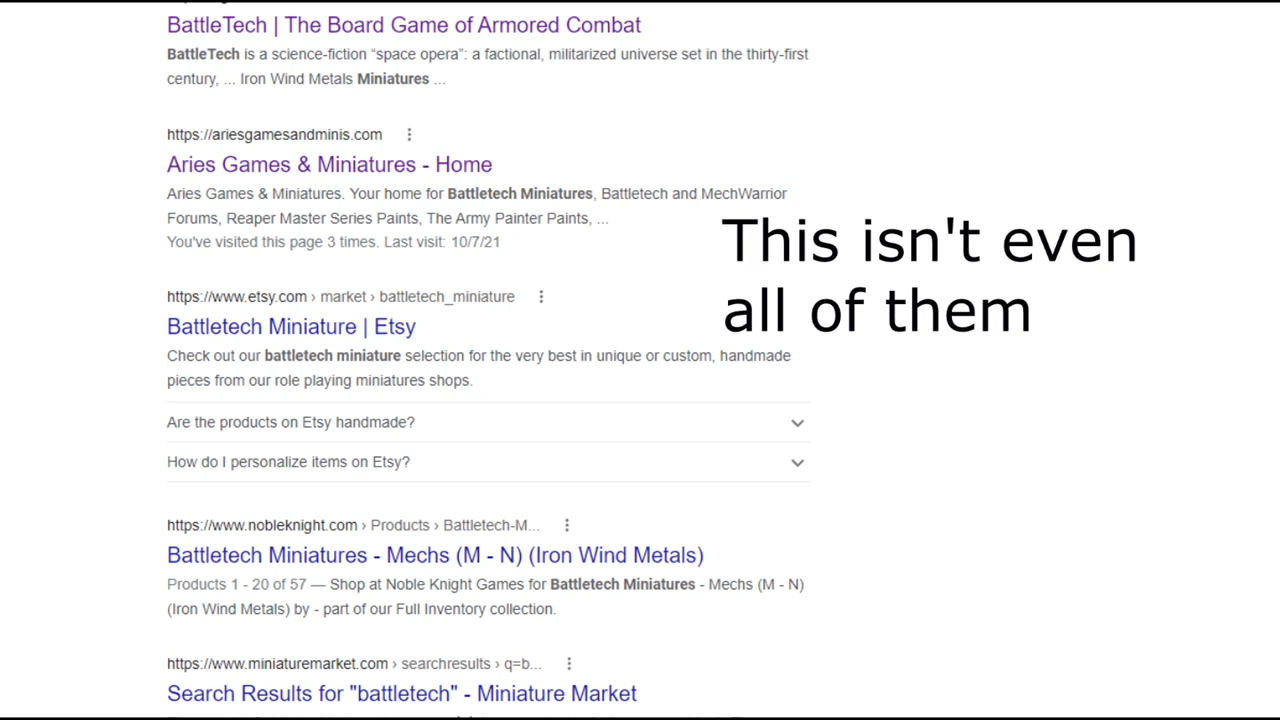 BattleTech | The Board Game of Armored Combat
BattleTech is a science-fiction “space opera”: a factional, militarized universe set in the thirty-first
century, ... Iron Wind Metals Miniatures ...
https://ariesgamesandminis.com
Aries Games & Miniatures - Home
Aries Games & Miniatures. Your home for Battletech Miniatures, Battletech and MechWarrior
Forums, Reaper Master Series Paints, The Army Painter Paints, ...
You've visited this page 3 times. Last visit: 10/7/21
This isn't even
all of them
https://www.etsy.com › market › battletech_miniature
Battletech Miniature | Etsy
Check out our battletech miniature selection for the very best in unique or custom, handmade
pieces from our role playing miniatures shops.
Are the products on Etsy handmade?
How do I personalize items on Etsy?
https://www.nobleknight.com › Products › Battletech-M...
Battletech Miniatures - Mechs (M - N) (Iron Wind Metals)
Products 1 - 20 of 57 — Shop at Noble Knight Games for Battletech Miniatures - Mechs (M - N)
(Iron Wind Metals) by - part of our Full Inventory collection.
https://www.miniaturemarket.com › searchresults › q=b...
Search Results for "battletech" - Miniature Market